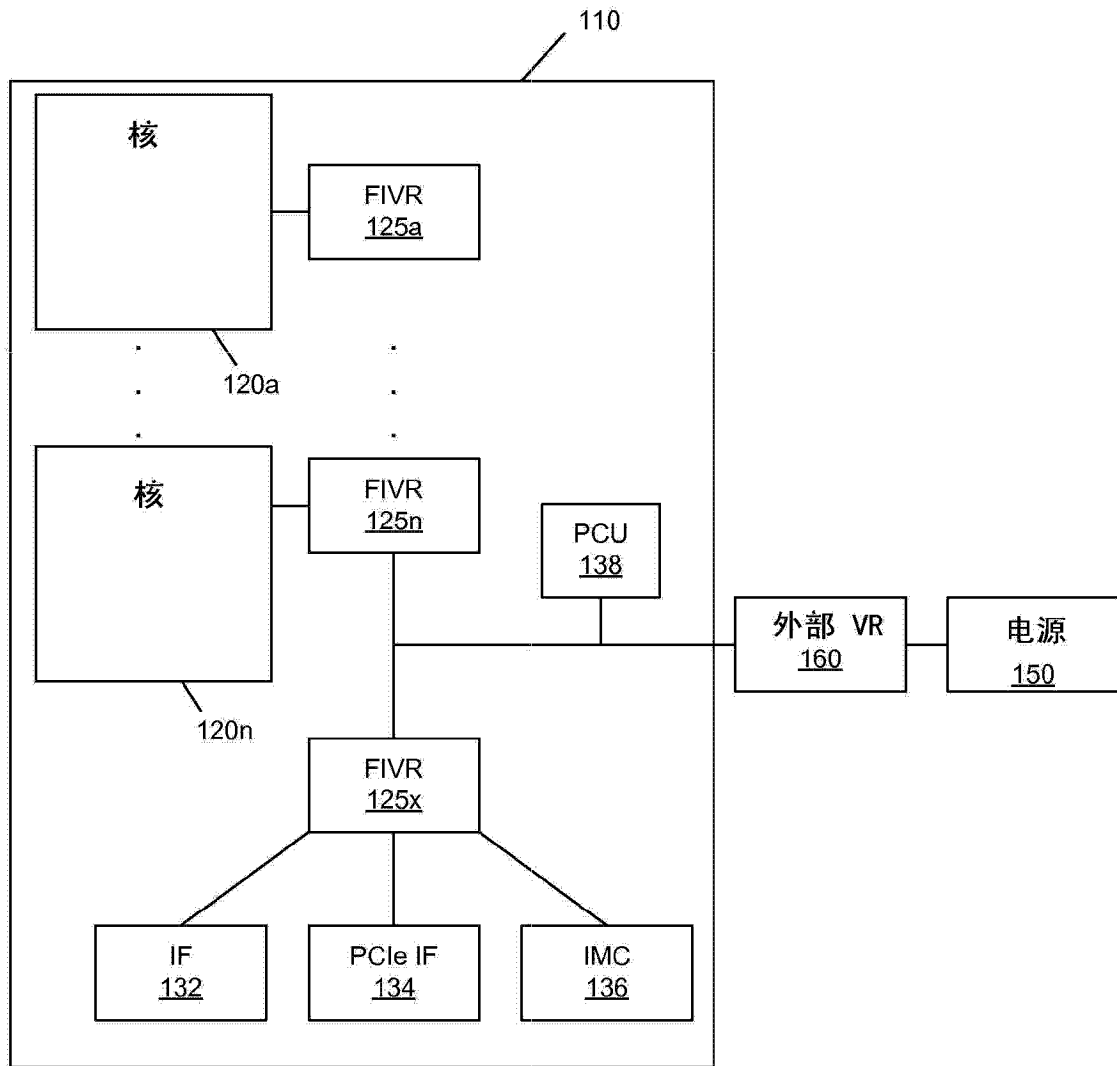 110
核
FIVR
125a
120a
核
FIVR
125n
PCU
138
外部 VR
160
电源
150
120n
FIVR
125x
IF
132
PCIe IF
134
IMC
136